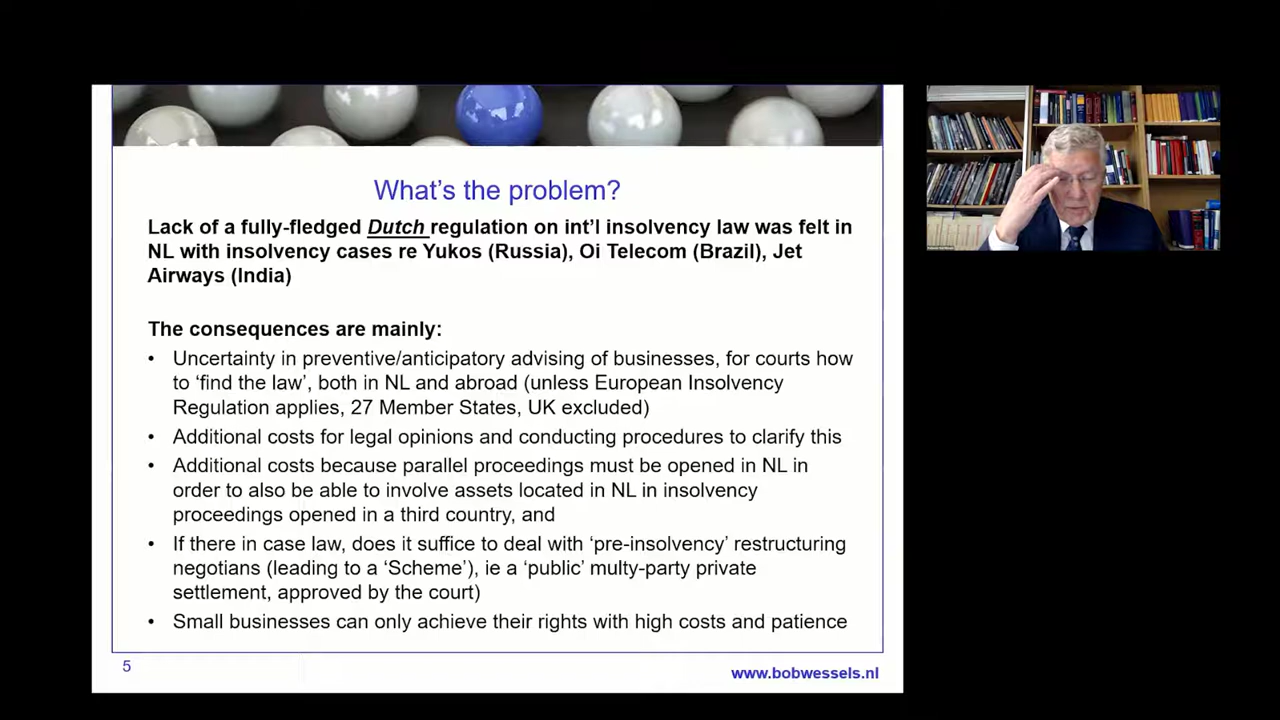 What's the problem?
Lack of a fully-fledged Dutch regulation on int'l insolvency law was felt in
NL with insolvency cases re Yukos (Russia), Oi Telecom (Brazil), Jet
Airways (India)
The consequences are mainly:
• Uncertainty in preventive/anticipatory advising of businesses, for courts how
to 'find the law', both in NL and abroad (unless European Insolvency
Regulation applies, 27 Member States, UK excluded)
• Additional costs for legal opinions and conducting procedures to clarify this
• Additional costs because parallel proceedings must be opened in NL in
order to also be able to involve assets located in NL in insolvency
proceedings opened in a third country, and
• If there in case law, does it suffice to deal with 'pre-insolvency' restructuring
negotians (leading to a 'Scheme'), ie a 'public' multy-party private
settlement, approved by the court)
• Small businesses can only achieve their rights with high costs and patience
5
www.bobwessels.nl